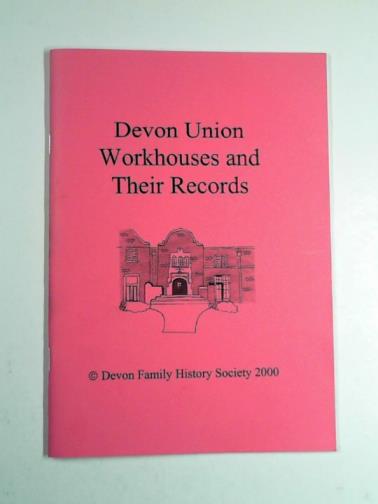 Devon Union
Workhouses and
Their Records
© Devon Family History Society 2000